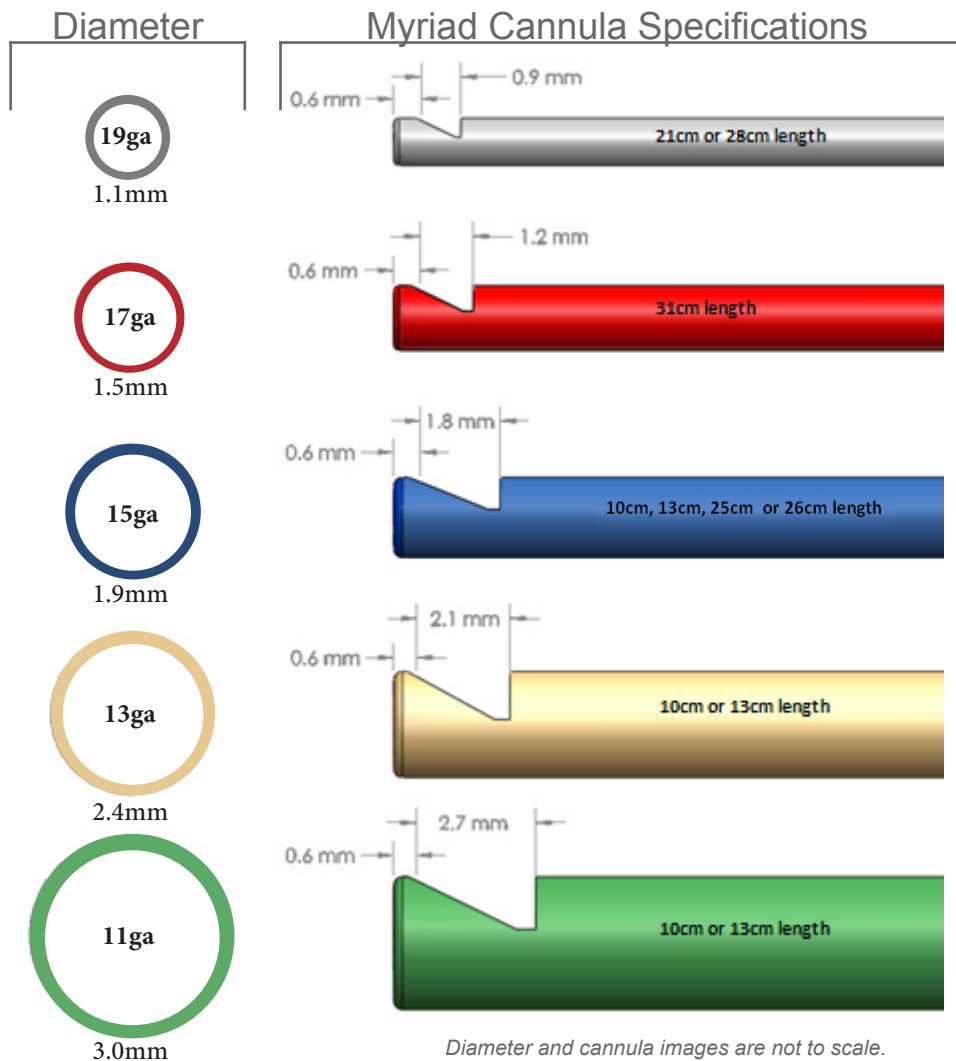 Diameter
Myriad Cannula Specifications
0.9 mm
0.6 mm
19ga
21cm or 28cm length
1.1mm
1.2 mm
0.6 mm
17ga
31cm length
1.5mm
1.8 mm
0.6 mm
15ga
10cm, 13cm, 25cm or 26cm length
1.9mm
2.1 mm
0.6 mm
13ga
10cm or 13cm length
2.4mm
2.7 mm
0.6 mm
11ga
10cm or 13cm length
3.0mm
Diameter and cannula images are not to scale.